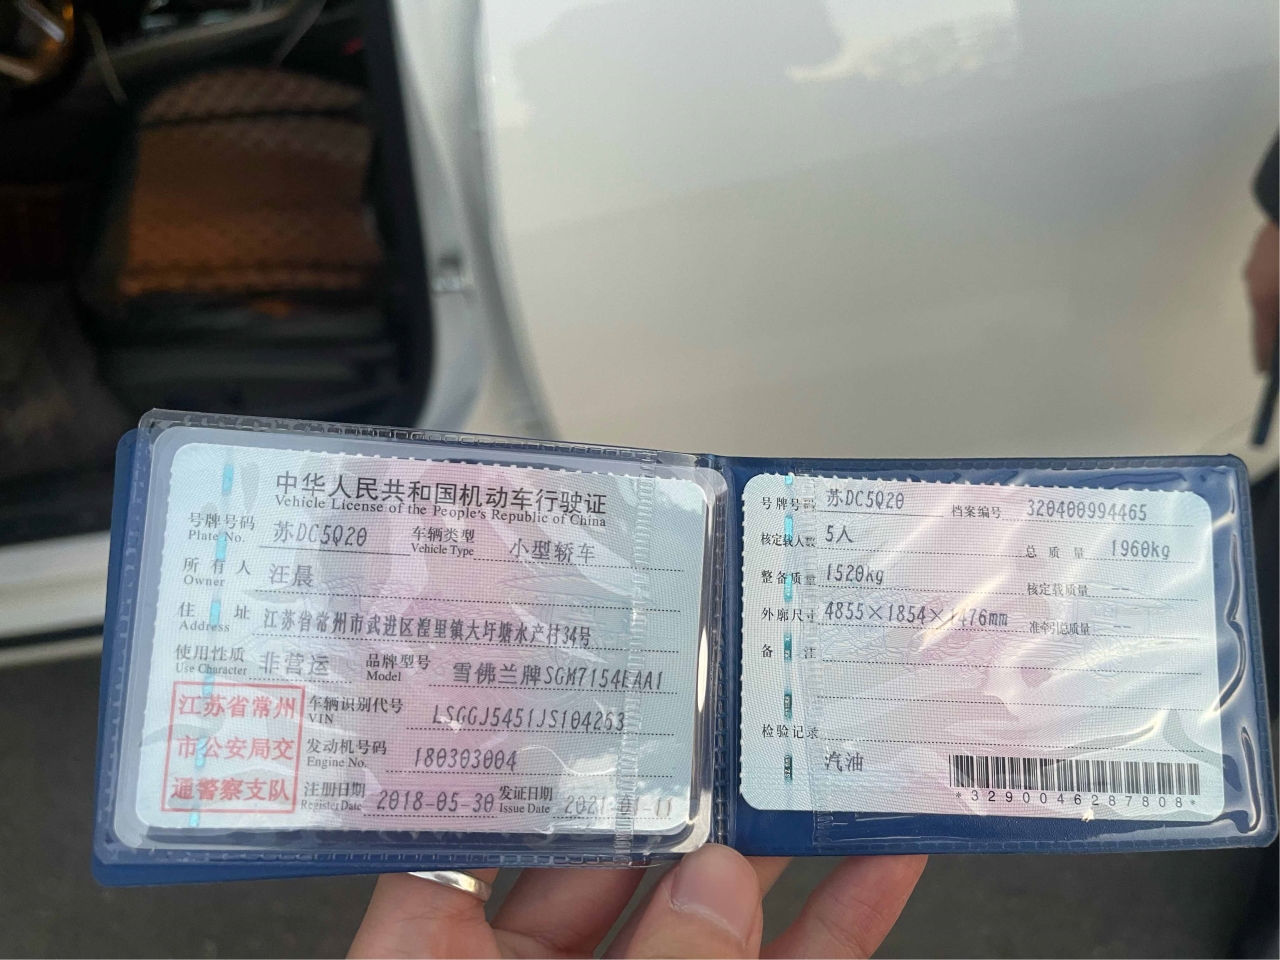 中华人民共和国机动车行驶证
Vehicle License of the People's Republic of China
号牌号码 苏DC5Q20 车辆类型 小型轿车
Plate No. Vehicle Type
所有人 汪晨
Owner
住址 江苏省常州市武进区湟里镇大圩塘水产村34号
Address
使用性质 非营运 品牌型号 雪佛兰牌SGM7154EAA1
Use Character Model
江苏省常州
市公安局交
通警察支队
车辆识别代号 LSGGJ5451JS104263
VIN
发动机号码 180303004
Engine No.
注册日期 2018-05-30 发证日期 2021-01-11
Register Date Issue Date
号牌号码 苏DC5Q20 档案编号 320400994465
核定载人数 5人 总质量 1960kg
整备质量 1520kg 核定载质量 --
外廓尺寸 4855×1854×1476mm 准牵引总质量 --
备注
检验记录
汽油
*3290046287808*